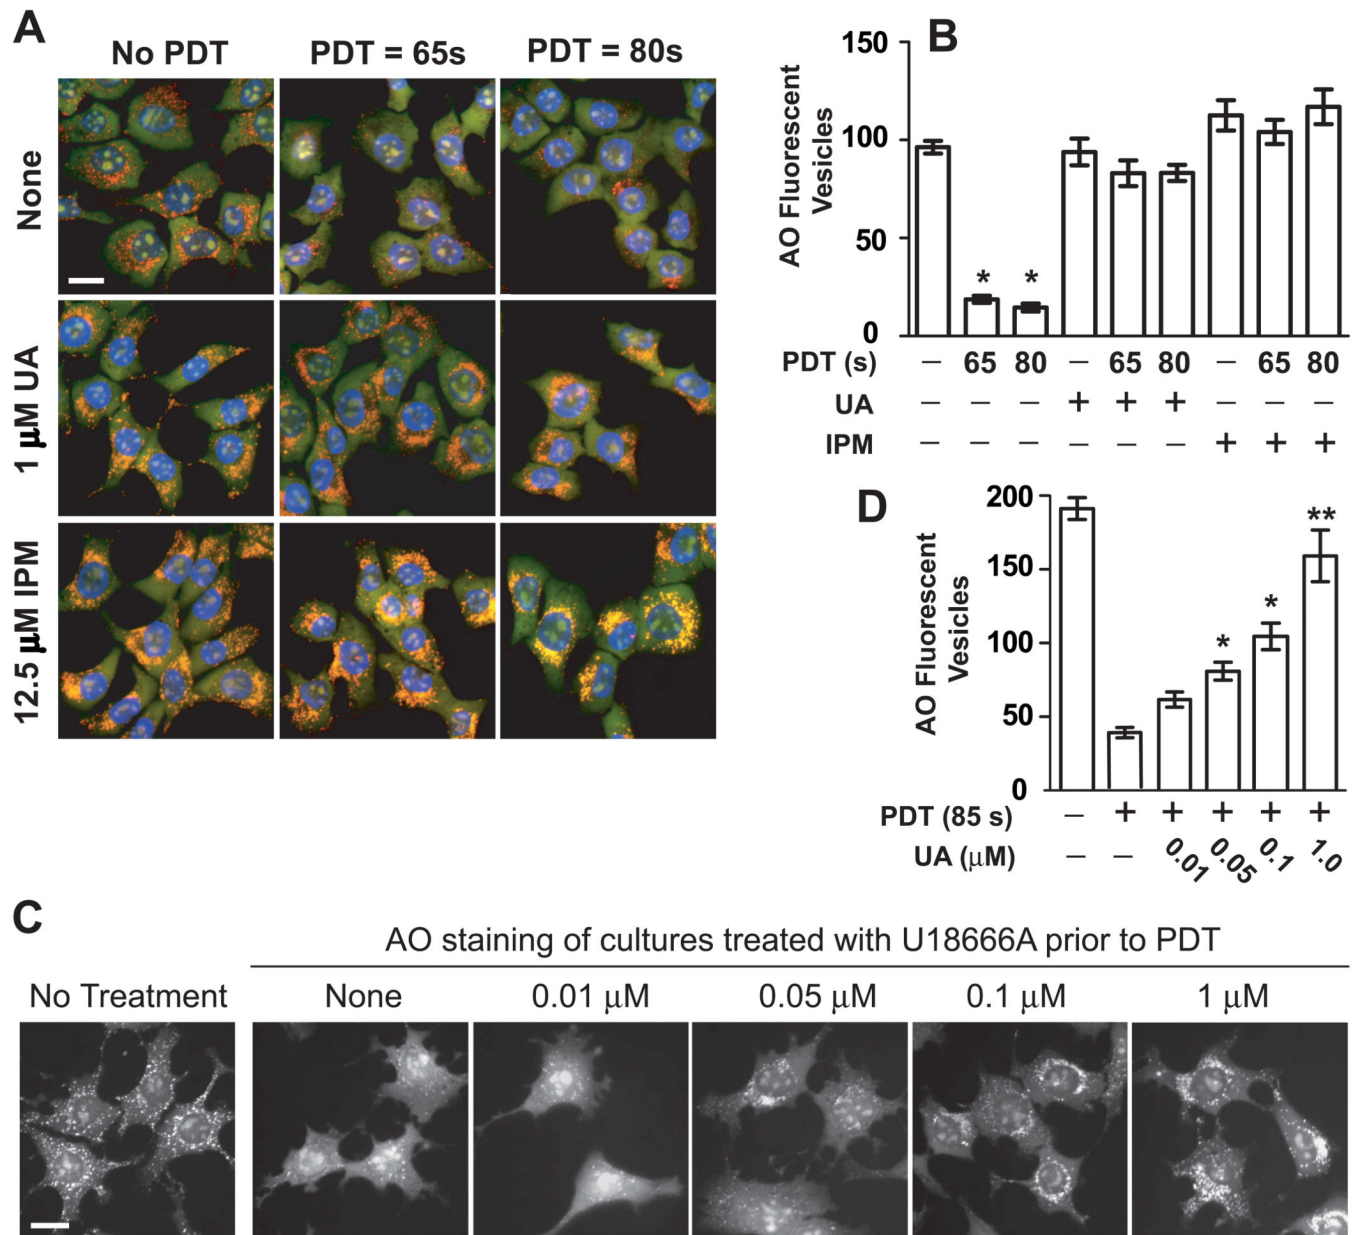 A
No PDT
PDT = 65s
PDT = 80s
None
1 μM UA
12.5 μM IPM
B
AO Fluorescent
Vesicles
150
100
50
0
* *
PDT (s) – 65 80 – 65 80 – 65 80
UA – – – + + + – – –
IPM – – – – – – + + +
D
AO Fluorescent
Vesicles
200
150
100
50
0
* * **
PDT (85 s) – + + + + +
UA (μM) – – 0.01 0.05 0.1 1.0
C
AO staining of cultures treated with U18666A prior to PDT
No Treatment None 0.01 μM 0.05 μM 0.1 μM 1 μM